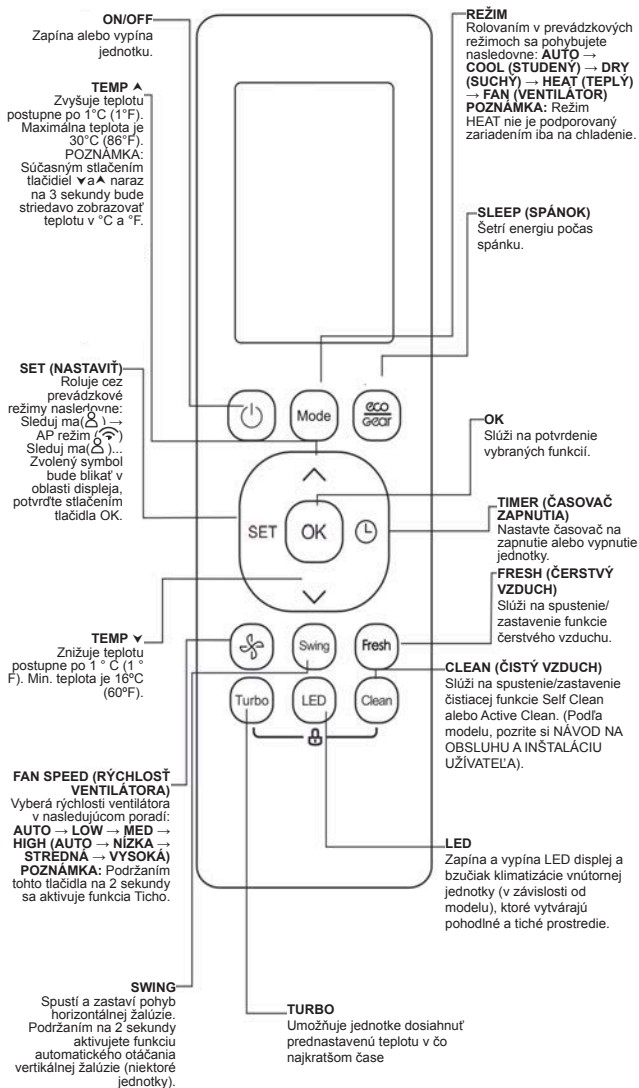 ON/OFF
Zapína alebo vypína
jednotku.
TEMP ⮝
Zvyšuje teplotu
postupne po 1°C (1°F).
Maximálna teplota je
30°C (86°F).
POZNÁMKA:
Súčasným stlačením
tlačidiel ⮟a⮝ naraz
na 3 sekundy bude
striedavo zobrazovať
teplotu v °C a °F.
SET (NASTAVIŤ)
Roluje cez
prevádzkové
režimy nasledovne:
Sleduj ma( ) →
AP režim ( )
Sleduj ma( )...
Zvolený symbol
bude blikať v
oblasti displeja,
potvrďte stlačením
tlačidla OK.
TEMP ⮟
Znižuje teplotu
postupne po 1 ° C (1 °
F). Min. teplota je 16ºC
(60ºF).
FAN SPEED (RÝCHLOSŤ
VENTILÁTORA)
Vyberá rýchlosti ventilátora
v nasledujúcom poradí:
AUTO → LOW → MED →
HIGH (AUTO → NÍZKA →
STREDNÁ → VYSOKÁ)
POZNÁMKA: Podržaním
tohto tlačidla na 2 sekundy
sa aktivuje funkcia Ticho.
SWING
Spustí a zastaví pohyb
horizontálnej žalúzie.
Podržaním na 2 sekundy
aktivujete funkciu
automatického otáčania
vertikálnej žalúzie (niektoré
jednotky).
Mode
eco
Gear
SET
OK
Swing
Fresh
Turbo
LED
Clean
REŽIM
Rolovaním v prevádzkových
režimoch sa pohybujete
nasledovne: AUTO →
COOL (STUDENÝ) → DRY
(SUCHÝ) → HEAT (TEPLÝ)
→ FAN (VENTILÁTOR)
POZNÁMKA: Režim
HEAT nie je podporovaný
zariadením iba na chladenie.
SLEEP (SPÁNOK)
Šetrí energiu počas
spánku.
OK
Slúži na potvrdenie
vybraných funkcií.
TIMER (ČASOVAČ
ZAPNUTIA)
Nastavte časovač na
zapnutie alebo vypnutie
jednotky.
FRESH (ČERSTVÝ
VZDUCH)
Slúži na spustenie/
zastavenie funkcie
čerstvého vzduchu.
CLEAN (ČISTÝ VZDUCH)
Slúži na spustenie/zastavenie
čistiacej funkcie Self Clean
alebo Active Clean. (Podľa
modelu, pozrite si NÁVOD NA
OBSLUHU A INŠTALÁCIU
UŽÍVATEĽA).
LED
Zapína a vypína LED displej a
bzučiak klimatizácie vnútornej
jednotky (v závislosti od
modelu), ktoré vytvárajú
pohodlné a tiché prostredie.
TURBO
Umožňuje jednotke dosiahnuť
prednastavenú teplotu v čo
najkratšom čase